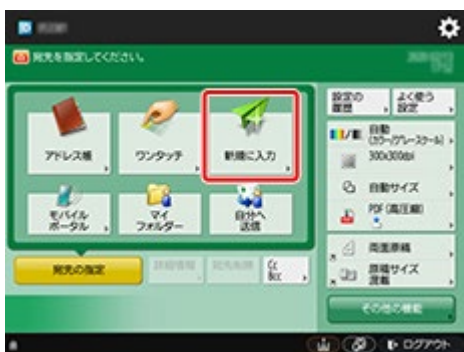 宛先を指定してください。
設定の
履歴
よく使う
設定
アドレス帳
ワンタッチ
新規に入力
自動
(カラー/グレースケール)
300x300dpi
自動サイズ
PDF(高圧縮)
モバイル
ポータル
マイ
フォルダー
自分へ
送信
両面原稿
宛先の指定
詳細情報
宛先削除
Cc
Bcc
原稿サイズ
混載
その他の機能
ログアウト